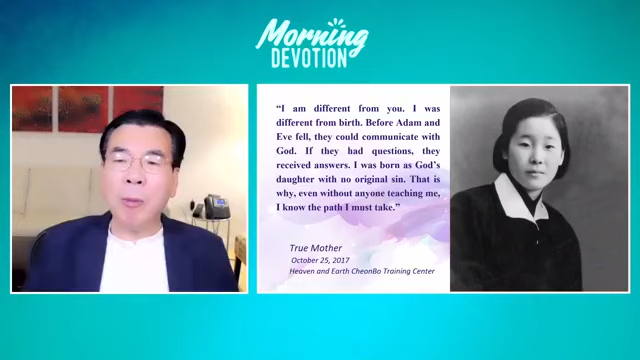 Morning
DEVOTION
“I am different from you. I was
different from birth. Before Adam and
Eve fell, they could communicate with
God. If they had questions, they
received answers. I was born as God’s
daughter with no original sin. That is
why, even without anyone teaching me,
I know the path I must take.”
True Mother
October 25, 2017
Heaven and Earth CheonBo Training Center